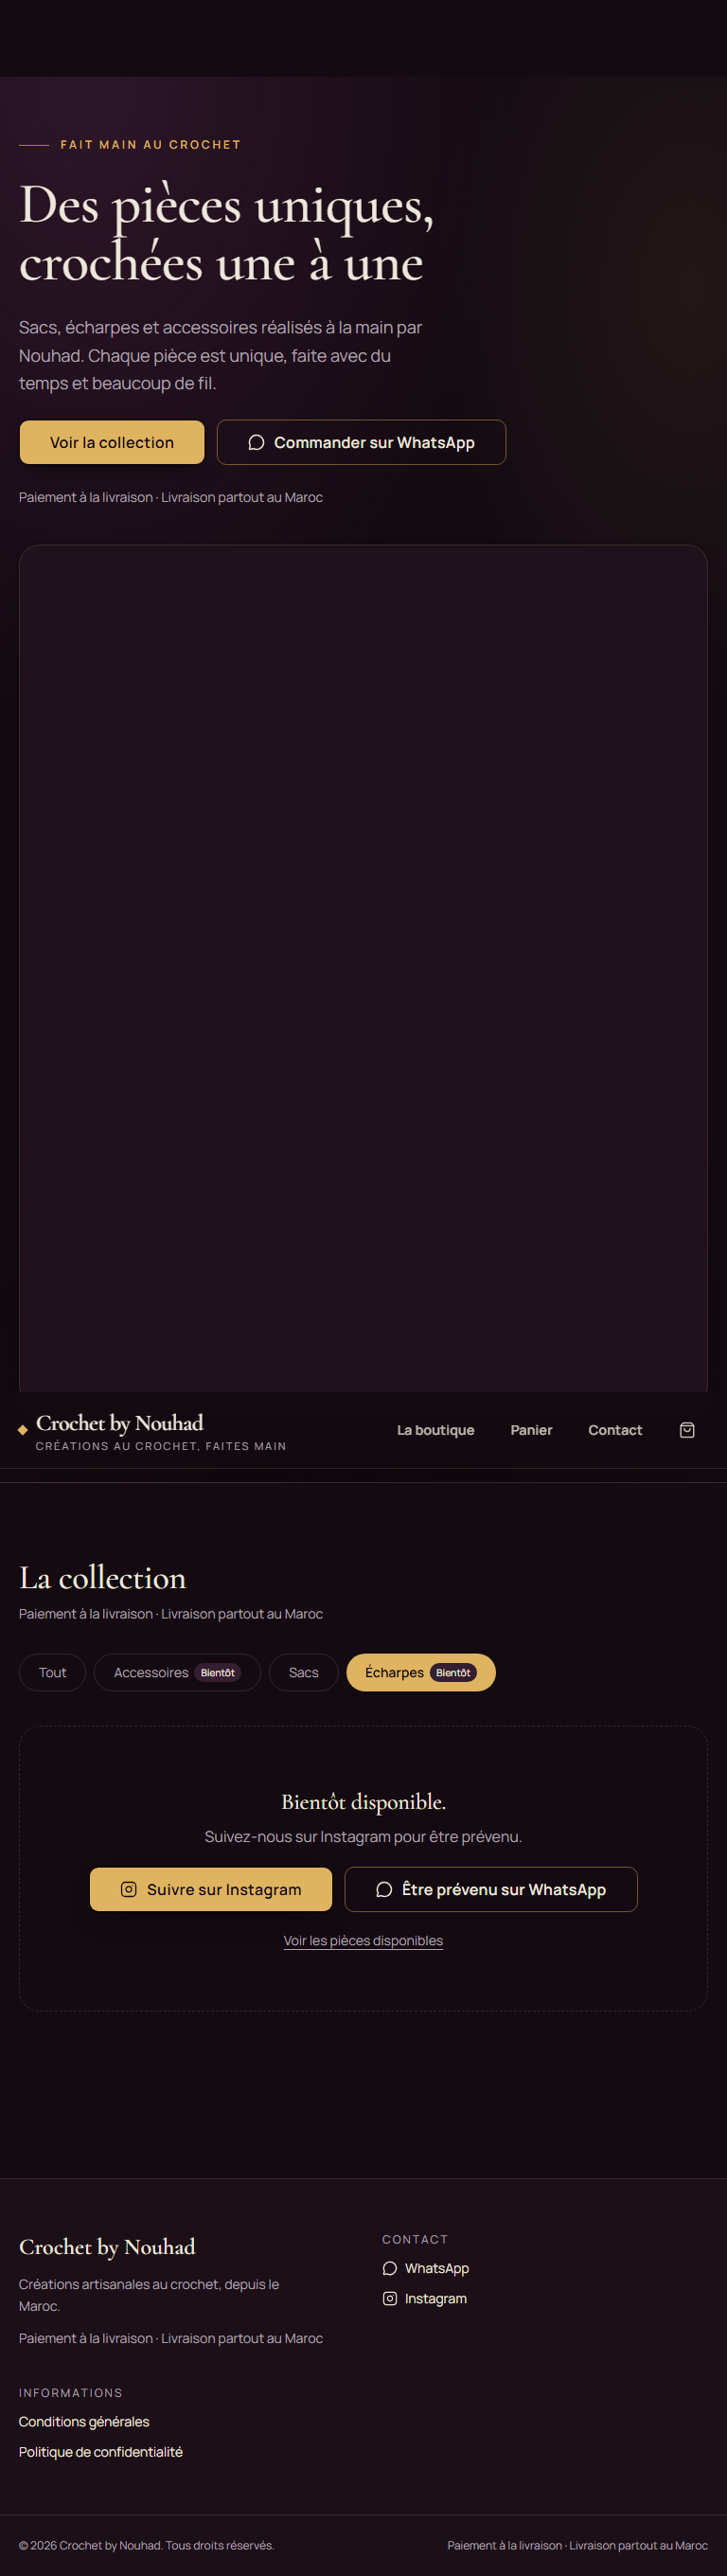 FAIT MAIN AU CROCHET
Des pièces uniques,
crochées une à une
Sacs, écharpes et accessoires réalisés à la main par
Nouhad. Chaque pièce est unique, faite avec du
temps et beaucoup de fil.
Voir la collection
Commander sur WhatsApp
Paiement à la livraison · Livraison partout au Maroc
Crochet by Nouhad
CRÉATIONS AU CROCHET, FAITES MAIN
La boutique
Panier
Contact
La collection
Paiement à la livraison · Livraison partout au Maroc
Tout
Accessoires Bientôt
Sacs
Écharpes Bientôt
Bientôt disponible.
Suivez-nous sur Instagram pour être prévenu.
Suivre sur Instagram
Être prévenu sur WhatsApp
Voir les pièces disponibles
Crochet by Nouhad
Créations artisanales au crochet, depuis le
Maroc.
Paiement à la livraison · Livraison partout au Maroc
CONTACT
WhatsApp
Instagram
INFORMATIONS
Conditions générales
Politique de confidentialité
© 2026 Crochet by Nouhad. Tous droits réservés.
Paiement à la livraison · Livraison partout au Maroc